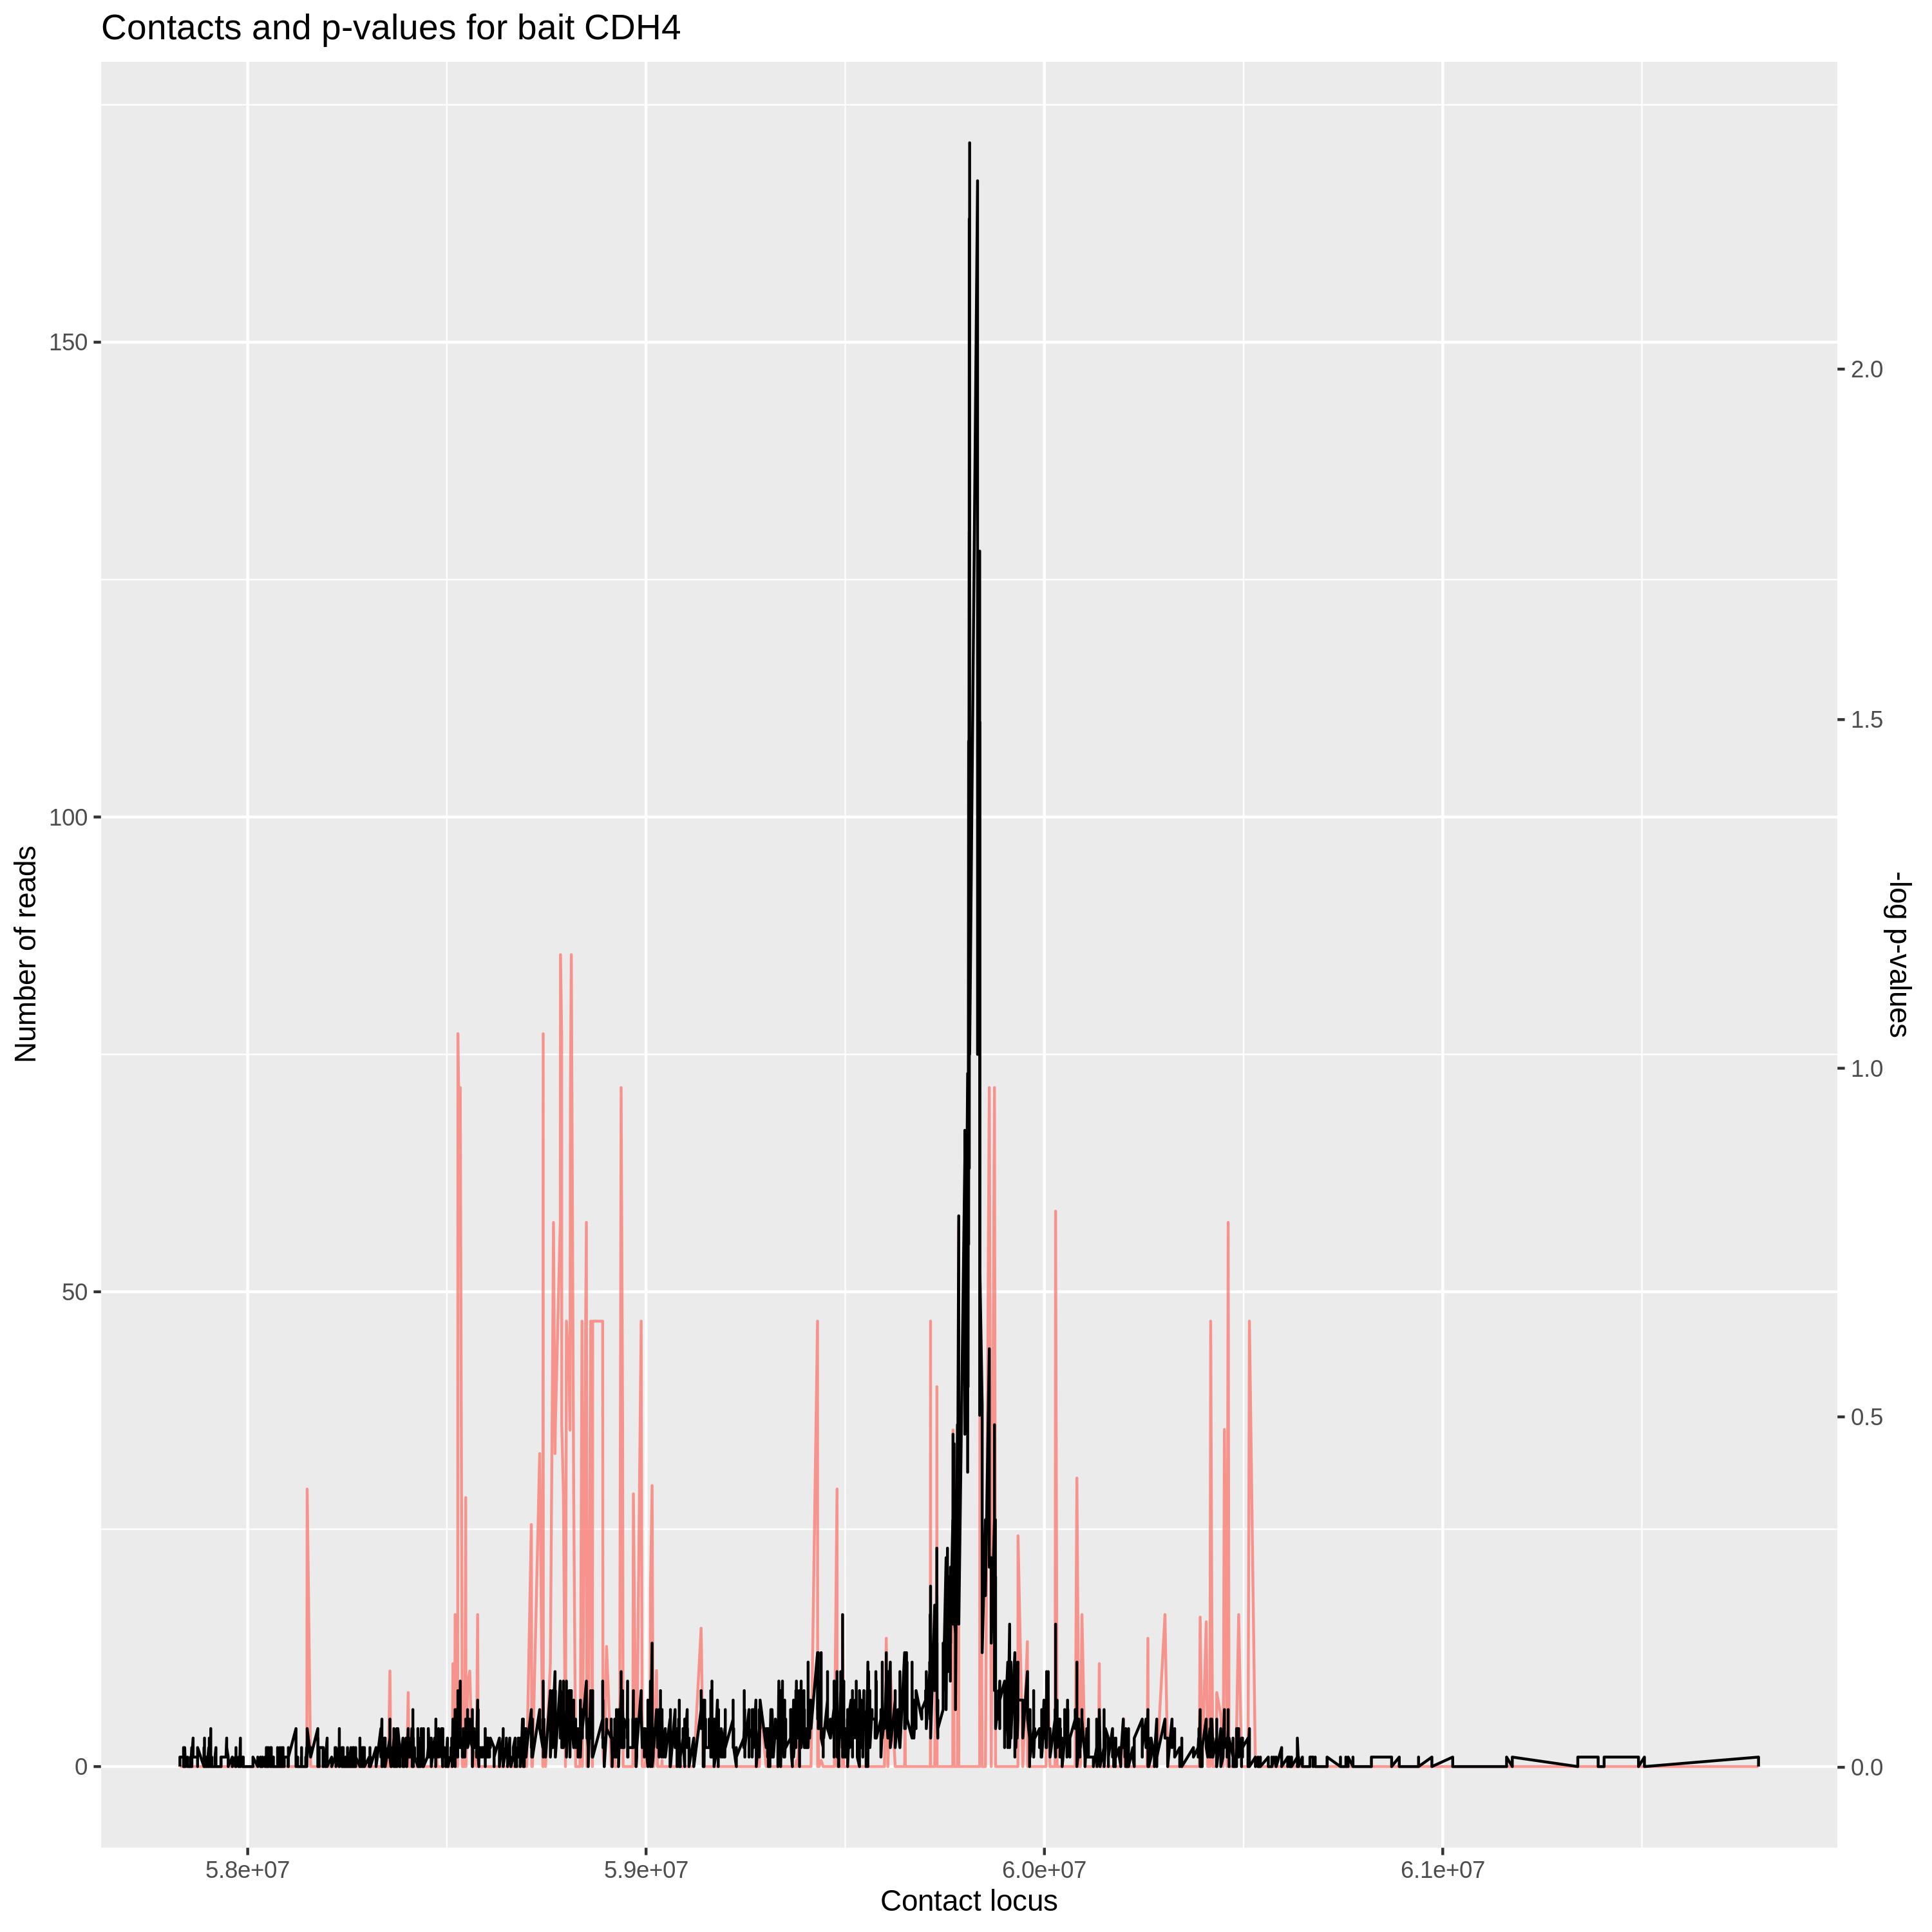 Contacts and p-values for bait CDH4
Number of reads
150
100
50
0
2.0
1.5
1.0
0.5
0.0
-log p-values
5.8e+07
5.9e+07
6.0e+07
6.1e+07
Contact locus